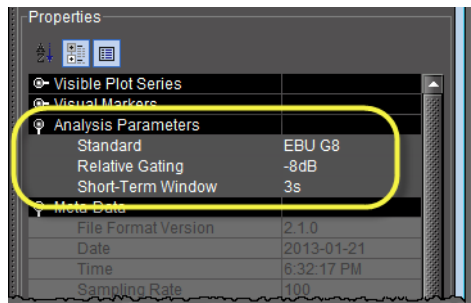 Properties
Visible Plot Series
Visual Markers
Analysis Parameters
Standard EBU G8
Relative Gating -8dB
Short-Term Window 3s
Meta-Data
File Format Version 2.1.0
Date 2013-01-21
Time 6:32:17 PM
Sampling Rate 100